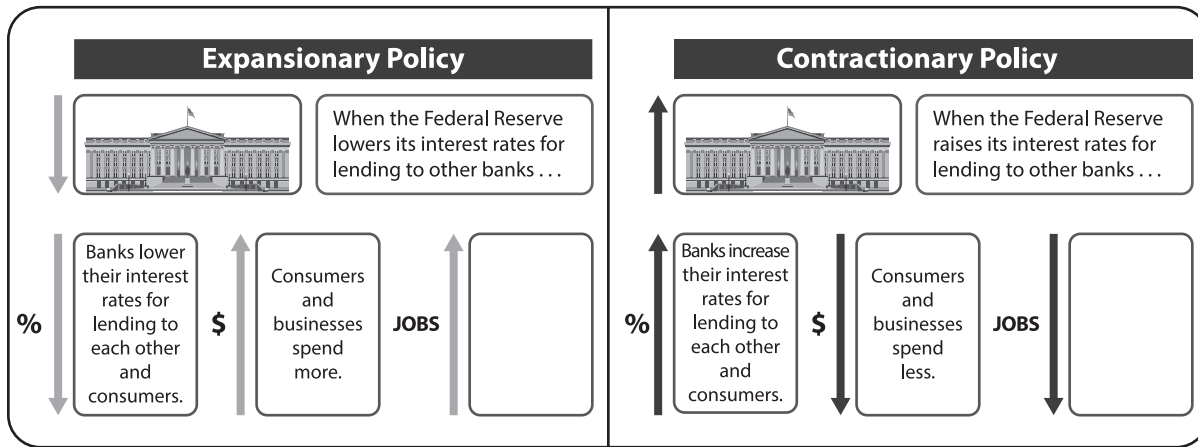 Expansionary Policy
When the Federal Reserve
lowers its interest rates for
lending to other banks . . .
%
Banks lower
their interest
rates for
lending to
each other
and
consumers.
$
Consumers
and
businesses
spend
more.
JOBS
Contractionary Policy
When the Federal Reserve
raises its interest rates for
lending to other banks . . .
%
Banks increase
their interest
rates for
lending to
each other
and
consumers.
$
Consumers
and
businesses
spend
less.
JOBS